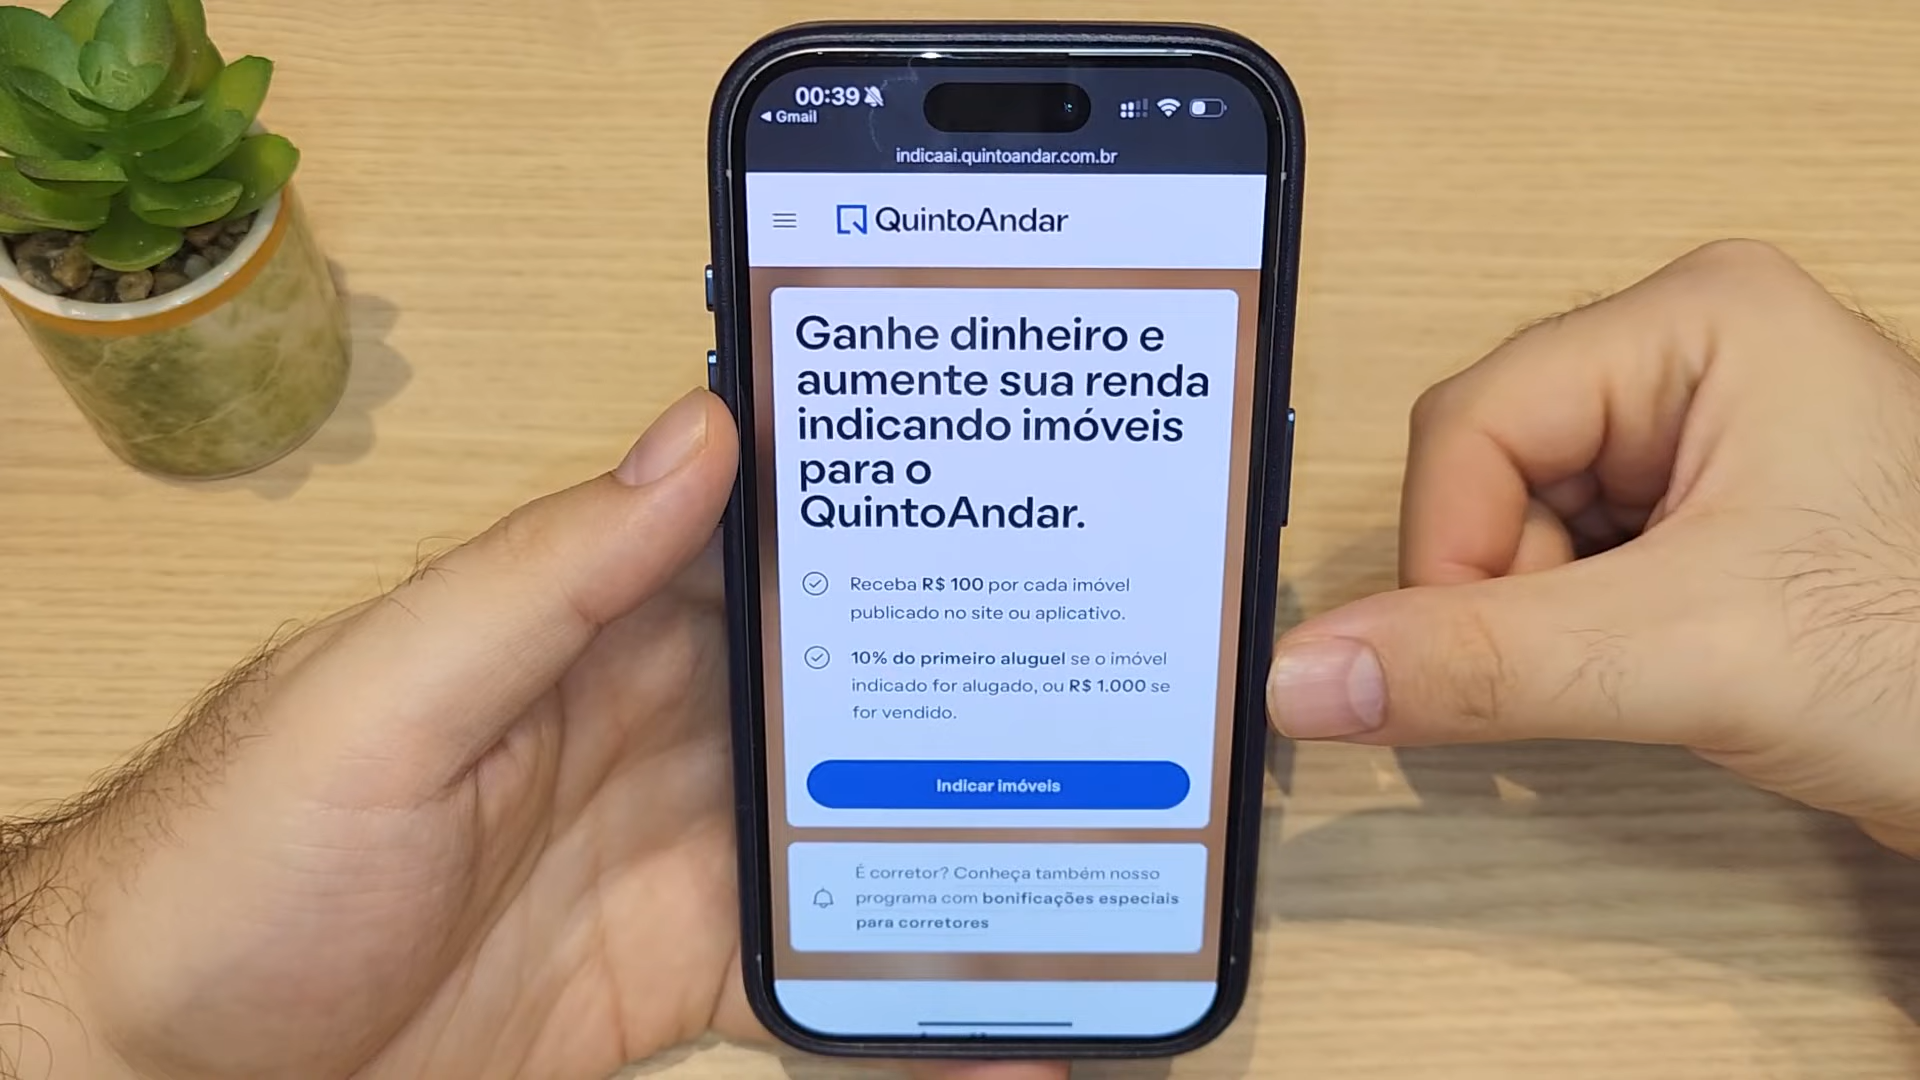 00:39
◀ Gmail
indicaai.quintoandar.com.br
QuintoAndar
Ganhe dinheiro e
aumente sua renda
indicando imóveis
para o
QuintoAndar.
Receba R$ 100 por cada imóvel
publicado no site ou aplicativo.
10% do primeiro aluguel se o imóvel
indicado for alugado, ou R$ 1.000 se
for vendido.
Indicar imóveis
É corretor? Conheça também nosso
programa com bonificações especiais
para corretores